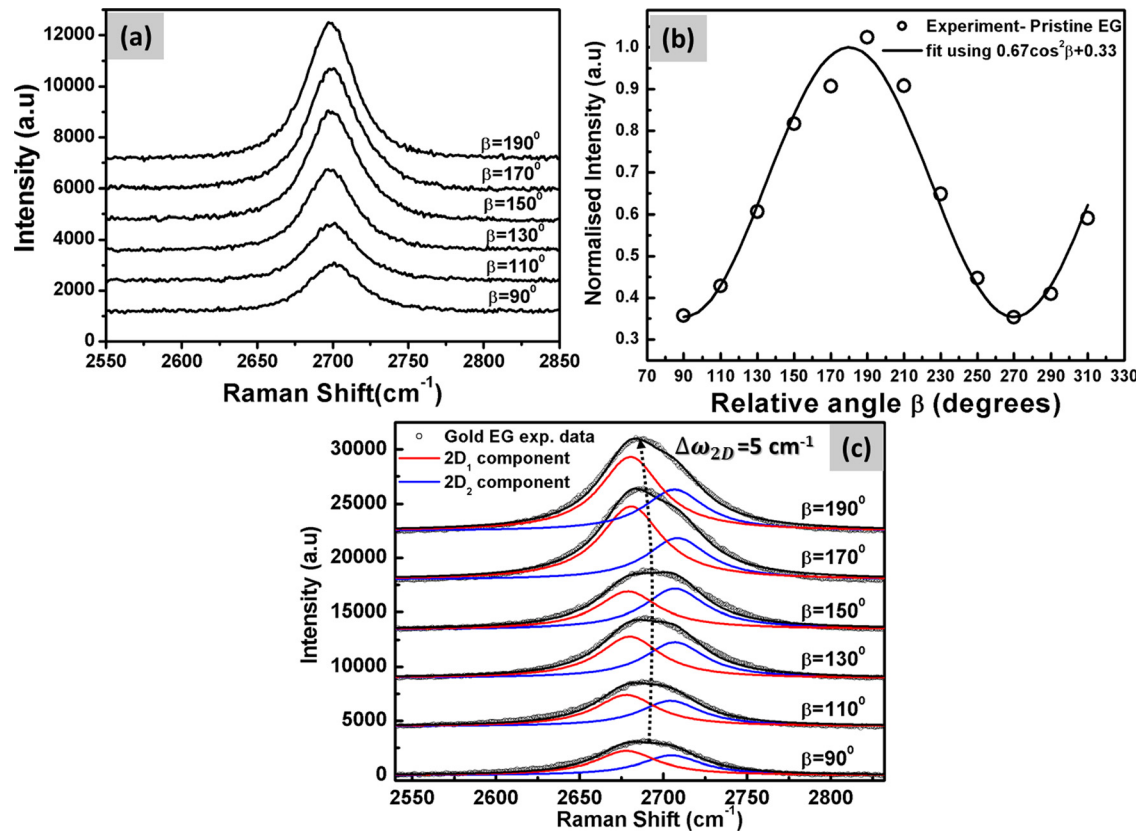 (a)
12000
10000
8000
6000
4000
2000
0
Intensity (a.u)
β=190⁰
β=170⁰
β=150⁰
β=130⁰
β=110⁰
β=90⁰
2550 2600 2650 2700 2750 2800 2850
Raman Shift(cm⁻¹)
(b)
Experiment- Pristine EG
fit using 0.67cos²β+0.33
1.0
0.9
0.8
0.7
0.6
0.5
0.4
0.3
Normalised Intensity (a.u)
70 90 110 130 150 170 190 210 230 250 270 290 310 330
Relative angle β (degrees)
(c)
Gold EG exp. data
2D₁ component
2D₂ component
Δω₂D=5 cm⁻¹
30000
25000
20000
15000
10000
5000
0
Intensity (a.u)
β=190⁰
β=170⁰
β=150⁰
β=130⁰
β=110⁰
β=90⁰
2550 2600 2650 2700 2750 2800
Raman Shift (cm⁻¹)